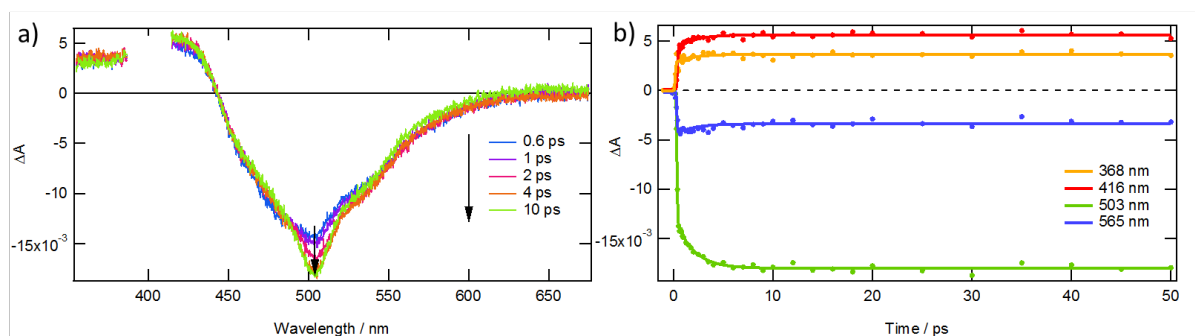 a)
ΔA
5
0
-5
-10
-15x10⁻³
400
450
500
550
600
650
Wavelength / nm
0.6 ps
1 ps
2 ps
4 ps
10 ps
b)
ΔA
5
0
-5
-10
-15x10⁻³
0
10
20
30
40
50
Time / ps
368 nm
416 nm
503 nm
565 nm